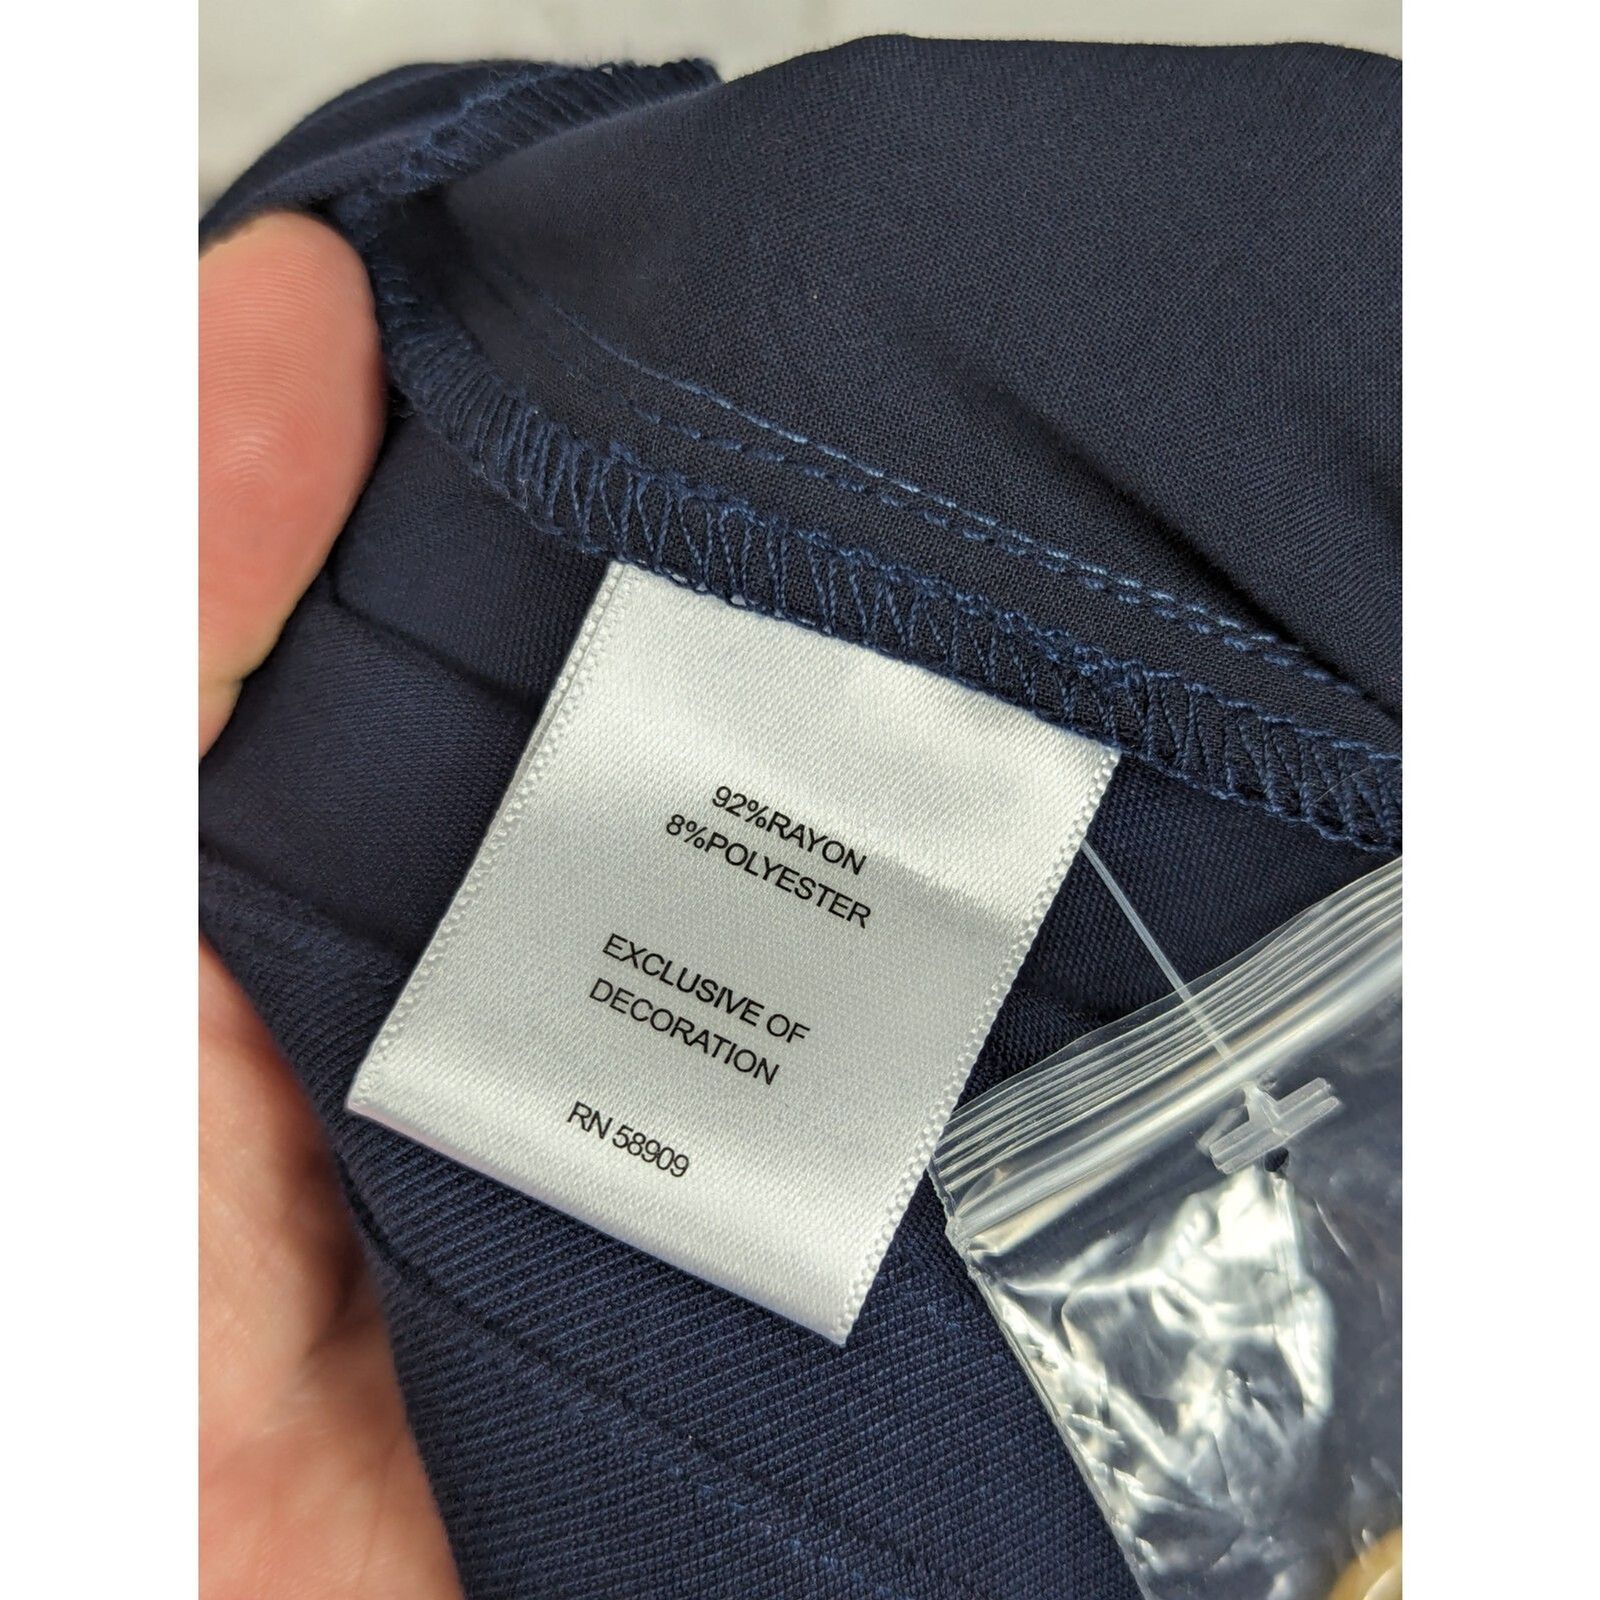 92%RAYON
8%POLYESTER
EXCLUSIVE OF
DECORATION
RN 58909